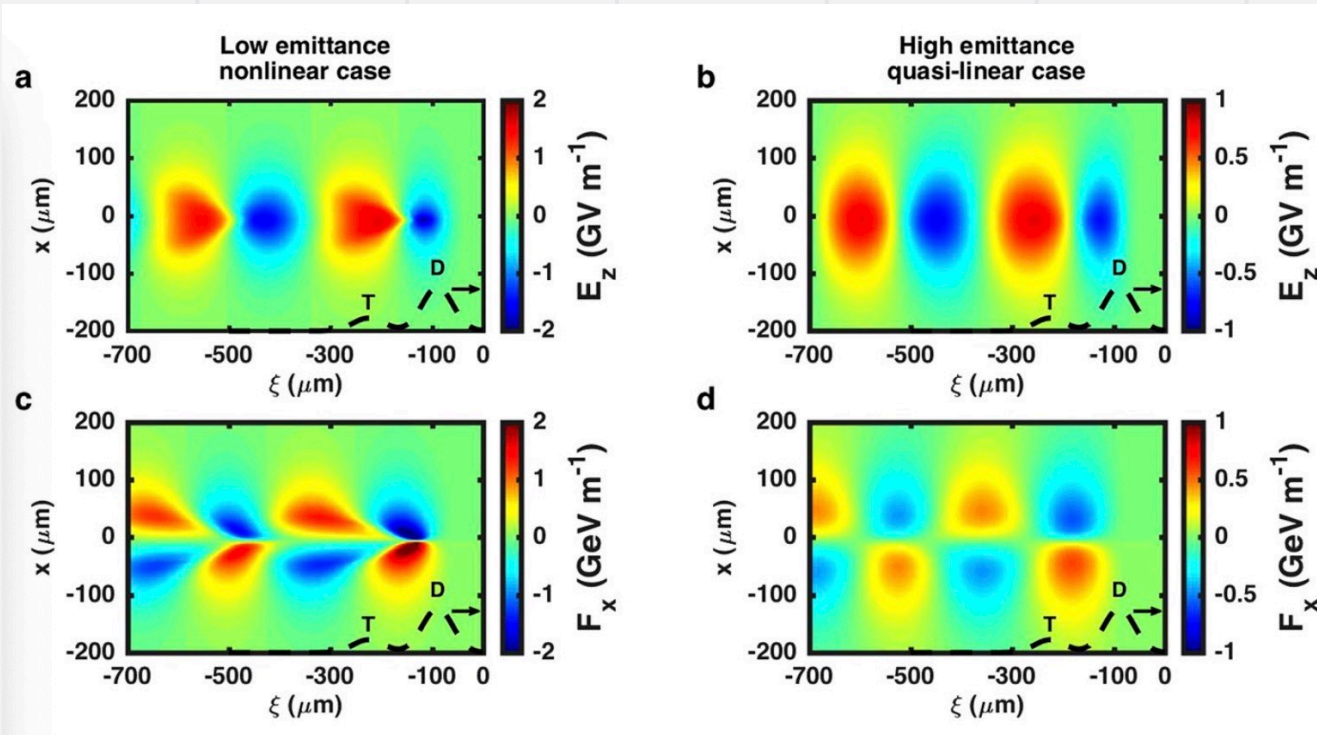 Low emittance
nonlinear case
High emittance
quasi-linear case
a
200
100
0
-100
-200
x (μm)
-700 -500 -300 -100 0
ξ (μm)
T
D
2
1
0
-1
-2
E_z (GV m^-1)
b
200
100
0
-100
-200
x (μm)
-700 -500 -300 -100 0
ξ (μm)
T
D
1
0.5
0
-0.5
-1
E_z (GV m^-1)
c
200
100
0
-100
-200
x (μm)
-700 -500 -300 -100 0
ξ (μm)
T
D
2
1
0
-1
-2
F_x (GeV m^-1)
d
200
100
0
-100
-200
x (μm)
-700 -500 -300 -100 0
ξ (μm)
T
D
1
0.5
0
-0.5
-1
F_x (GeV m^-1)